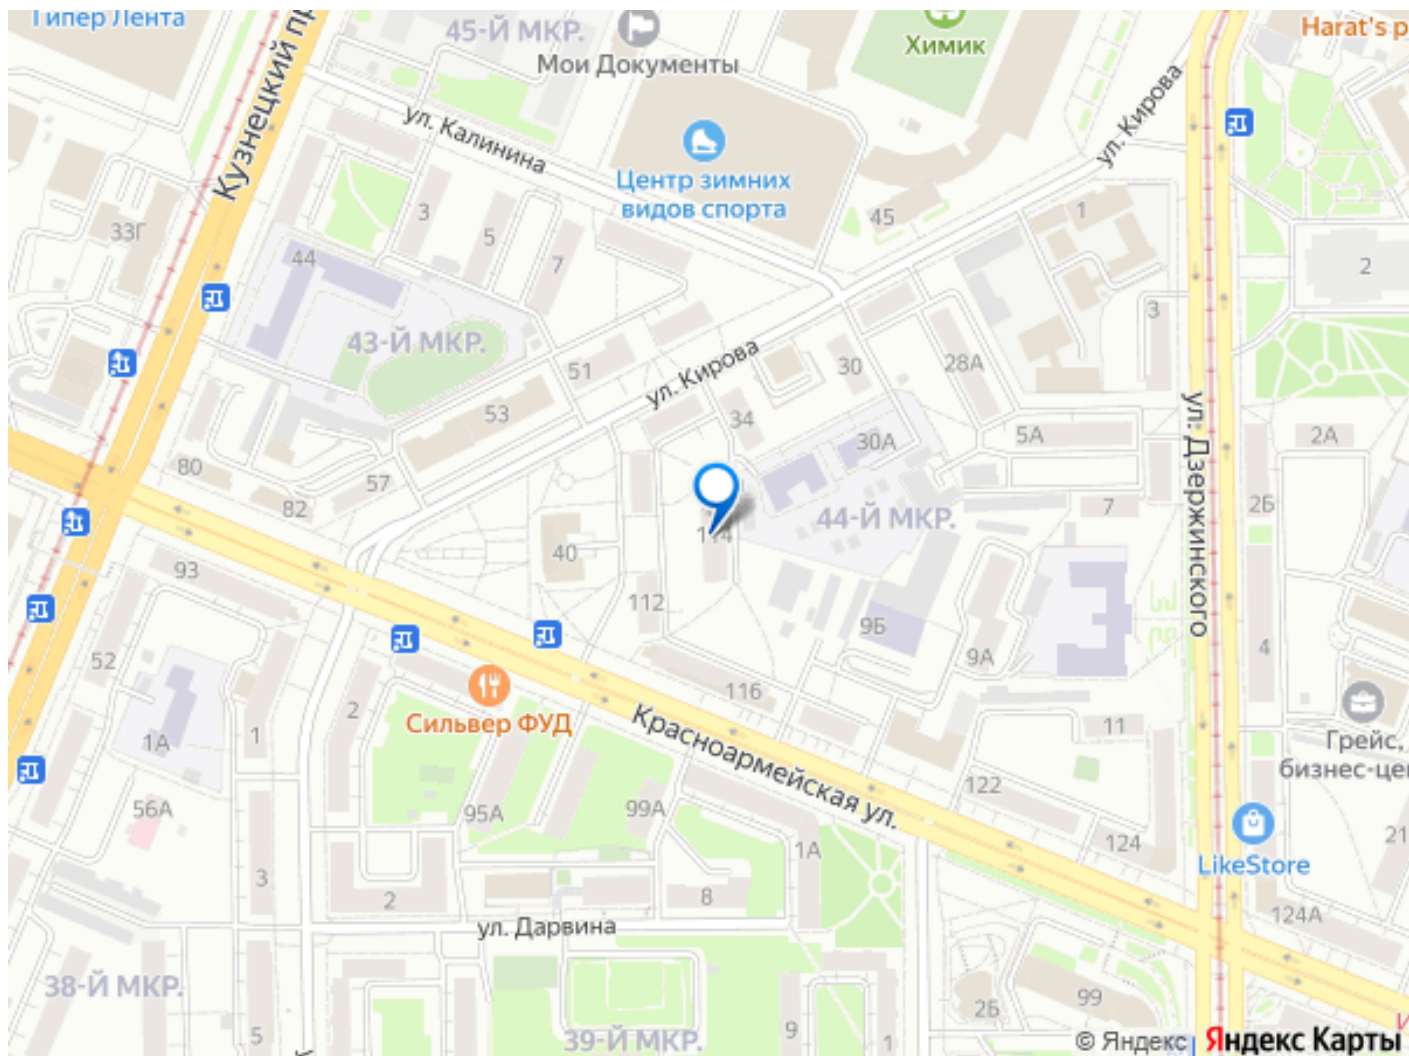 Гипер Лента
45-Й МКР.
Мои Документы
Химик
Harat's p
Кузнецкий пр
ул. Калинина
ул. Кирова
Центр зимних
видов спорта
33Г
3
5
7
45
1
2
44
43-Й МКР.
3
51
ул. Кирова
30
28А
53
34
30А
5А
2А
ул. Дзержинского
80
57
82
114
44-Й МКР.
7
2Б
40
93
112
9Б
9А
4
52
116
2
Сильвер ФУД
Красноармейская ул.
11
1
1А
Грейс,
бизнес-цен
122
56А
95А
99А
1А
124
21
LikeStore
3
2
8
124А
ул. Дарвина
38-Й МКР.
2Б
99
5
39-Й МКР.
9
1
© Яндекс
Яндекс Карты